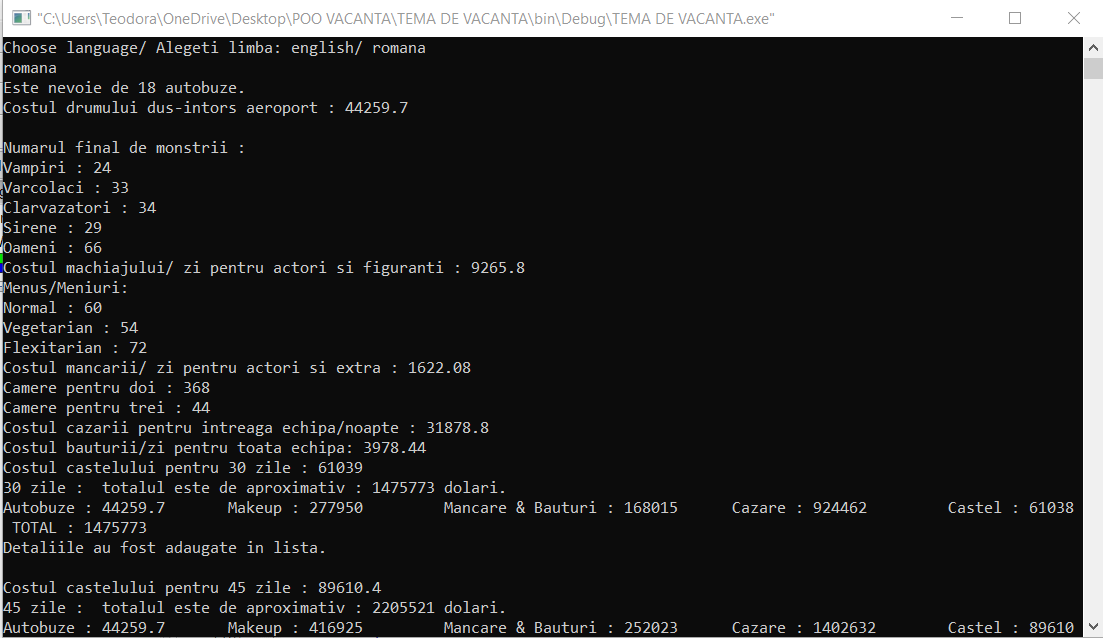 "C:\Users\Teodora\OneDrive\Desktop\POO VACANTA\TEMA DE VACANTA\bin\Debug\TEMA DE VACANTA.exe"
Choose language/ Alegeti limba: english/ romana
romana
Este nevoie de 18 autobuze.
Costul drumului dus-intors aeroport : 44259.7
Numarul final de monstrii :
Vampiri : 24
Varcolaci : 33
Clarvazatori : 34
Sirene : 29
Oameni : 66
Costul machiajului/ zi pentru actori si figuranti : 9265.8
Menus/Meniuri:
Normal : 60
Vegetarian : 54
Flexitarian : 72
Costul mancarii/ zi pentru actori si extra : 1622.08
Camere pentru doi : 368
Camere pentru trei : 44
Costul cazarii pentru intreaga echipa/noapte : 31878.8
Costul bauturii/zi pentru toata echipa: 3978.44
Costul castelului pentru 30 zile : 61039
30 zile :  totalul este de aproximativ : 1475773 dolari.
Autobuze : 44259.7       Makeup : 277950         Mancare & Bauturi : 168015      Cazare : 924462         Castel : 61038
 TOTAL : 1475773
Detaliile au fost adaugate in lista.
Costul castelului pentru 45 zile : 89610.4
45 zile :  totalul este de aproximativ : 2205521 dolari.
Autobuze : 44259.7       Makeup : 416925         Mancare & Bauturi : 252023      Cazare : 1402632        Castel : 89610